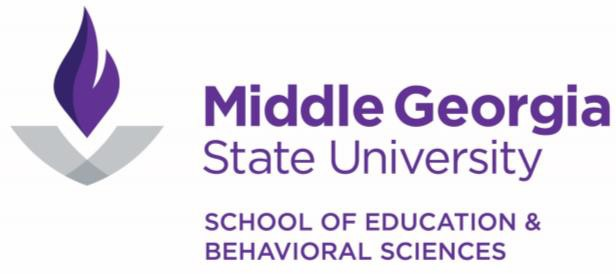 Middle Georgia
State University
SCHOOL OF EDUCATION &
BEHAVIORAL SCIENCES